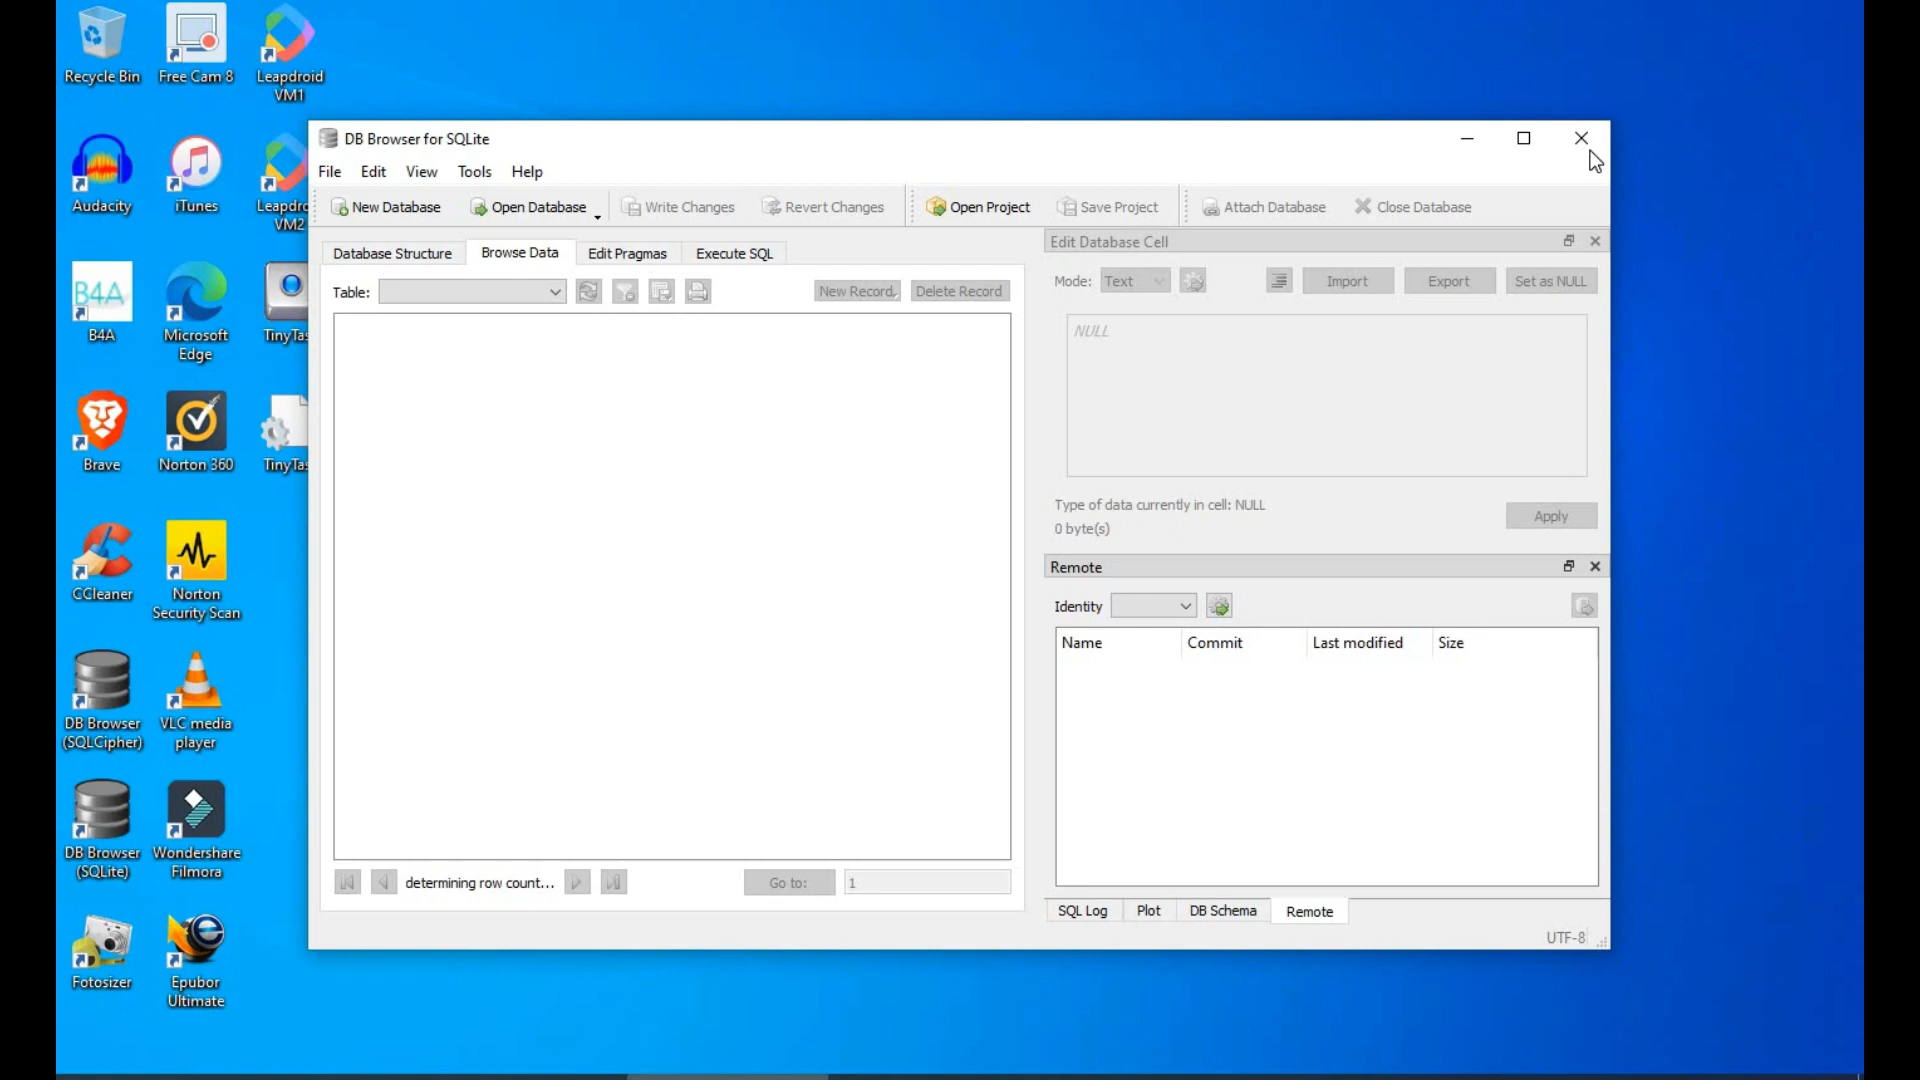 Recycle Bin
Free Cam 8
Leapdroid
VM1
Audacity
iTunes
Leapdro
VM2
B4A
B4A
Microsoft
Edge
TinyTas
Brave
Norton 360
TinyTas
CCleaner
Norton
Security Scan
DB Browser
(SQLCipher)
VLC media
player
DB Browser
(SQLite)
Wondershare
Filmora
Fotosizer
Epubor
Ultimate
DB Browser for SQLite
File Edit View Tools Help
New Database Open Database Write Changes Revert Changes Open Project Save Project Attach Database Close Database
Database Structure Browse Data Edit Pragmas Execute SQL
Table: New Record Delete Record
determining row count... Go to: 1
Edit Database Cell
Mode: Text Import Export Set as NULL
NULL
Type of data currently in cell: NULL
0 byte(s)
Apply
Remote
Identity
Name Commit Last modified Size
SQL Log Plot DB Schema Remote
UTF-8